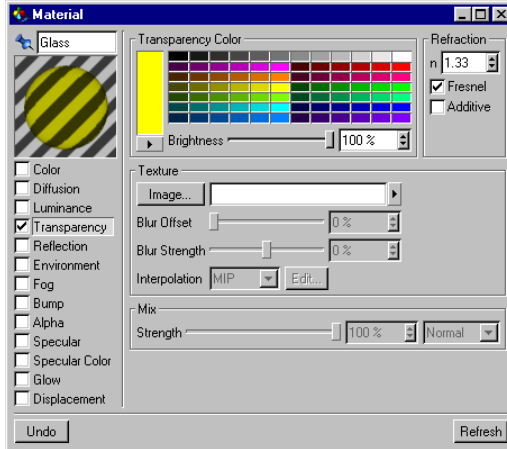 Material
Glass
Color
Diffusion
Luminance
Transparency
Reflection
Environment
Fog
Bump
Alpha
Specular
Specular Color
Glow
Displacement
Transparency Color
Brightness
100 %
Refraction
n 1.33
Fresnel
Additive
Texture
Image...
Blur Offset 0 %
Blur Strength 0 %
Interpolation MIP Edit...
Mix
Strength 100 % Normal
Undo
Refresh